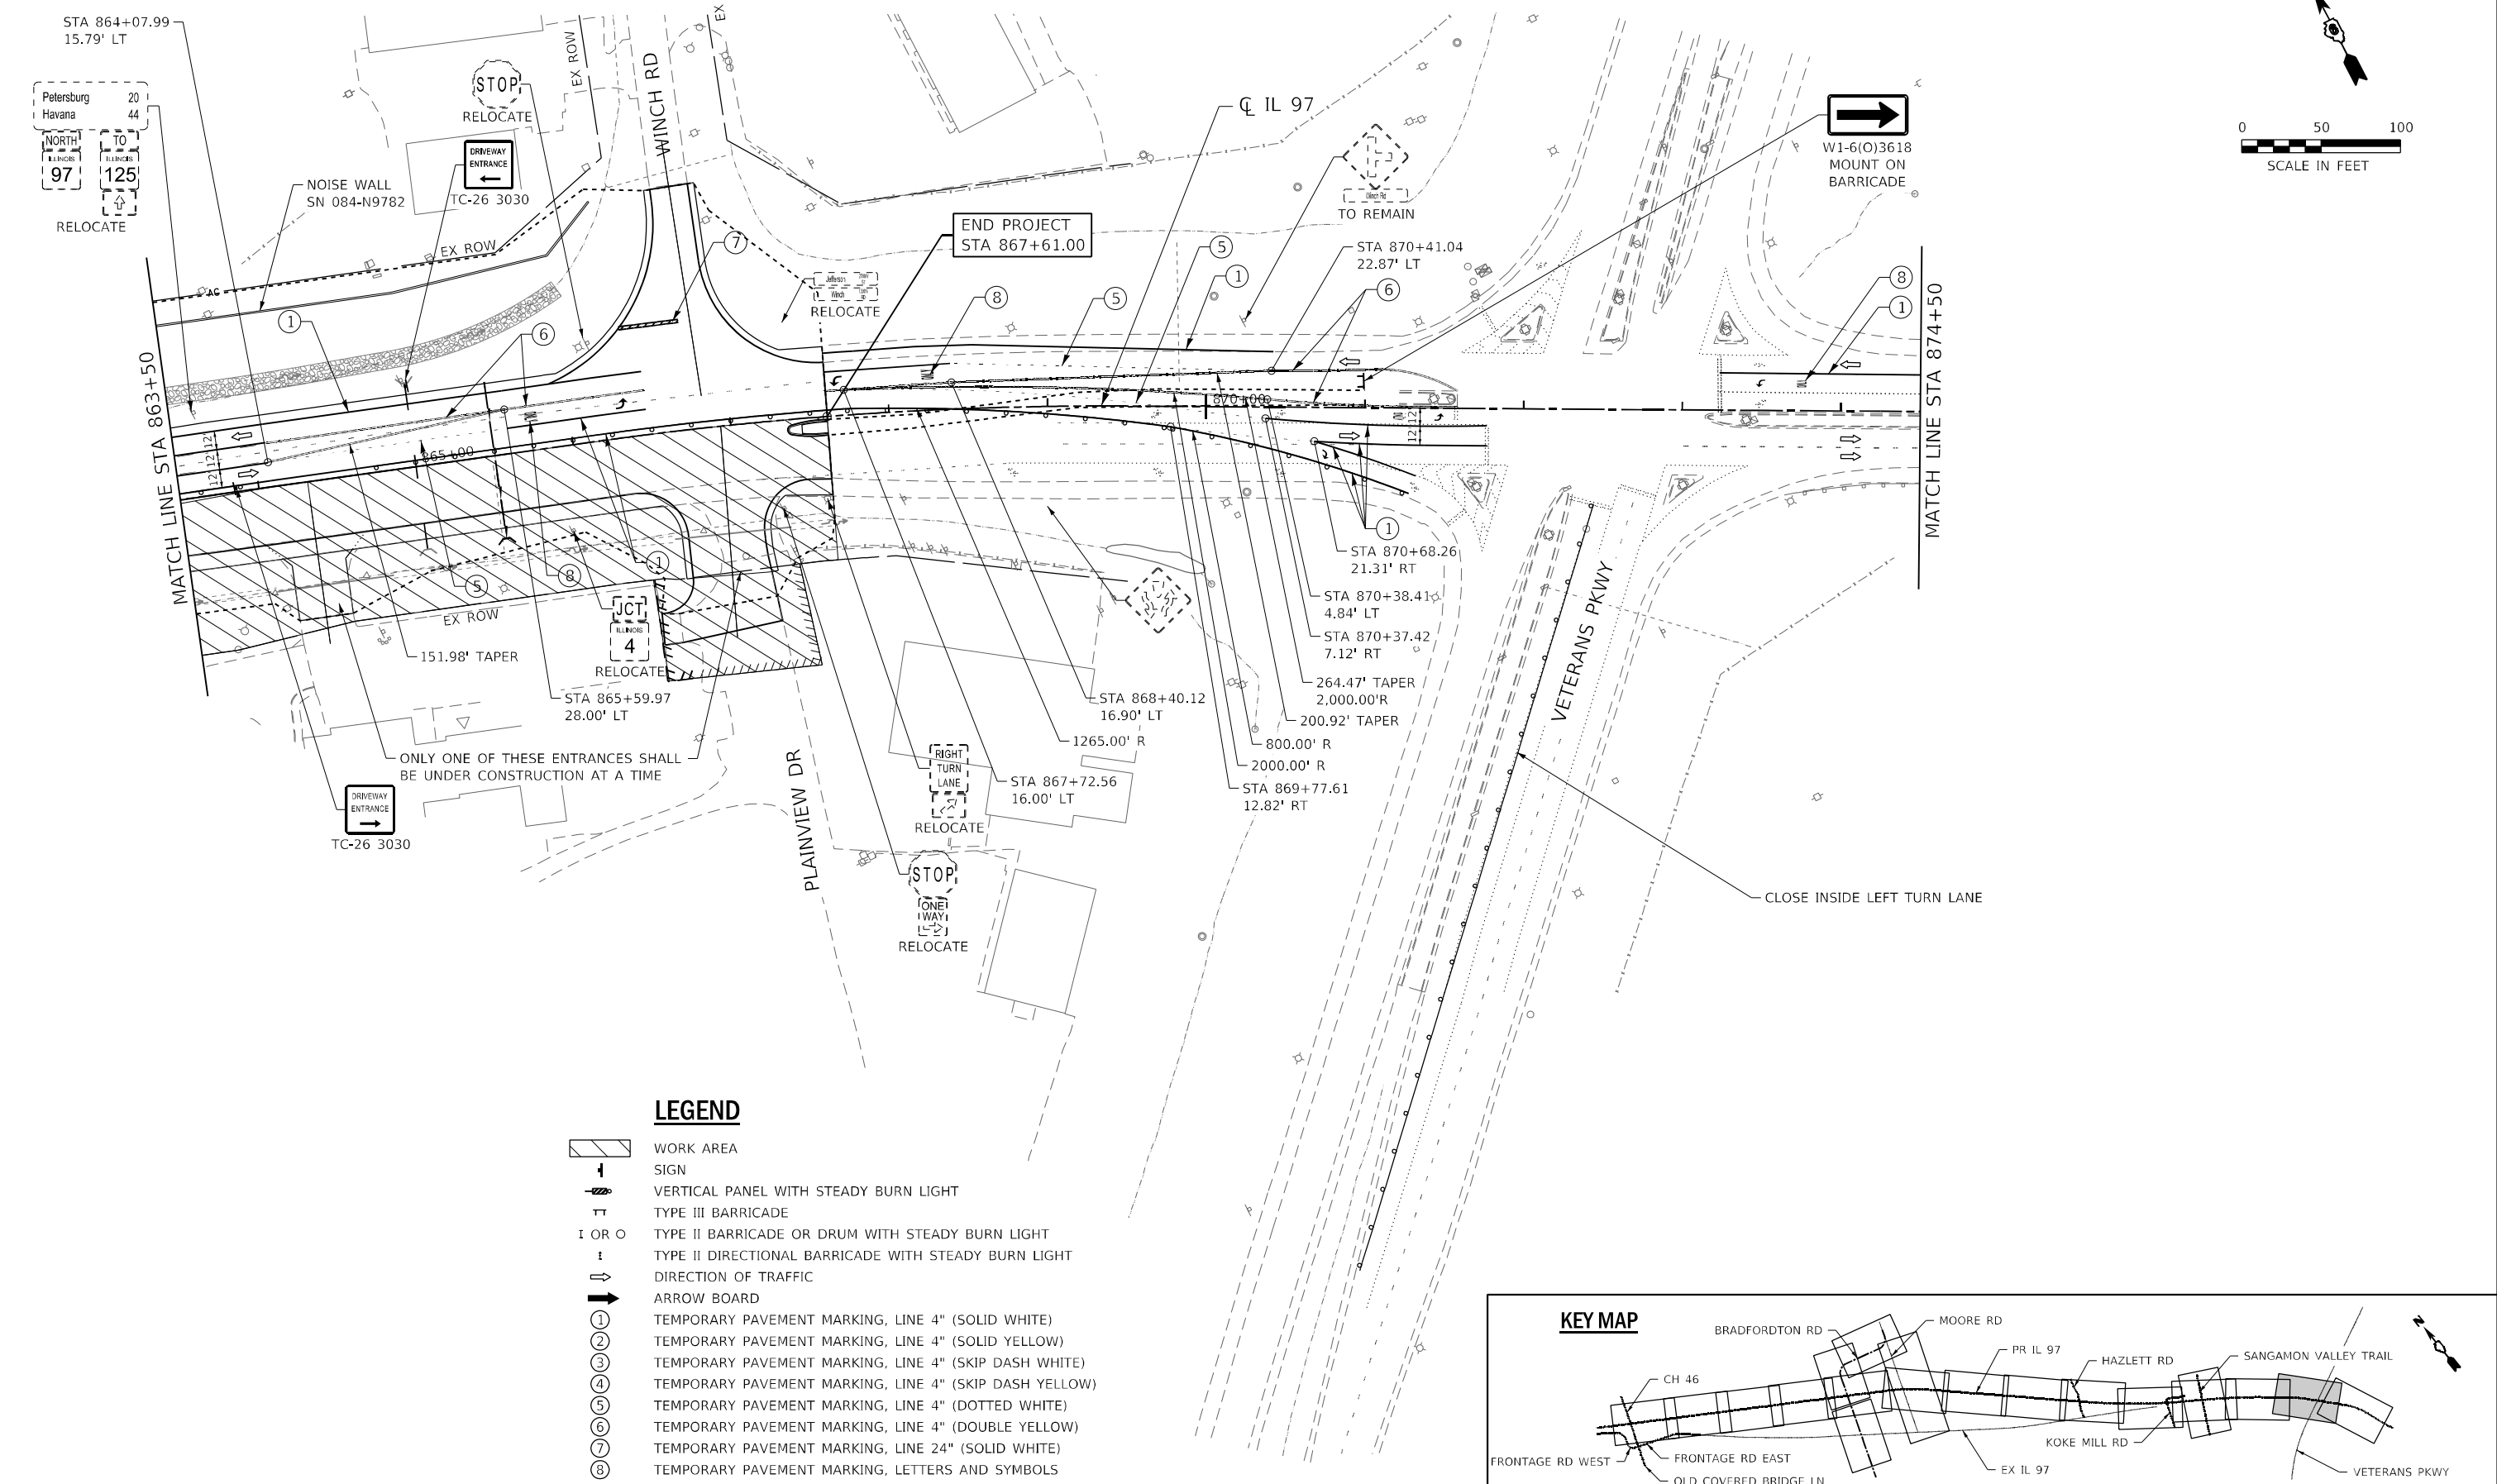 STA 864+07.99
15.79' LT
Petersburg 20
Havana 44
NORTH
ILLINOIS
97
TO
ILLINOIS
125
RELOCATE
STOP
RELOCATE
DRIVEWAY
ENTRANCE
TC-26 3030
NOISE WALL
SN 084-N9782
EX ROW
EX ROW
EX
WINCH RD
AC
END PROJECT
STA 867+61.00
Jefferson
Winch
RELOCATE
℄ IL 97
Winch Rd
TO REMAIN
W1-6(O)3618
MOUNT ON
BARRICADE
0 50 100
SCALE IN FEET
STA 870+41.04
22.87' LT
1
6
7
8
5
5
1
6
8
1
MATCH LINE STA 863+50
MATCH LINE STA 874+50
12'
12'
12'
12'
865+00
870+00
5
8
1
1
JCT
ILLINOIS
4
RELOCATE
EX ROW
151.98' TAPER
STA 865+59.97
28.00' LT
ONLY ONE OF THESE ENTRANCES SHALL
BE UNDER CONSTRUCTION AT A TIME
DRIVEWAY
ENTRANCE
TC-26 3030
PLAINVIEW DR
RIGHT
TURN
LANE
RELOCATE
STOP
ONE
WAY
RELOCATE
STA 867+72.56
16.00' LT
1265.00' R
STA 868+40.12
16.90' LT
STA 869+77.61
12.82' RT
2000.00' R
800.00' R
200.92' TAPER
264.47' TAPER
2,000.00'R
STA 870+37.42
7.12' RT
STA 870+38.41
4.84' LT
STA 870+68.26
21.31' RT
VETERANS PKWY
CLOSE INSIDE LEFT TURN LANE
LEGEND
WORK AREA
SIGN
VERTICAL PANEL WITH STEADY BURN LIGHT
TYPE III BARRICADE
I OR O TYPE II BARRICADE OR DRUM WITH STEADY BURN LIGHT
TYPE II DIRECTIONAL BARRICADE WITH STEADY BURN LIGHT
DIRECTION OF TRAFFIC
ARROW BOARD
1 TEMPORARY PAVEMENT MARKING, LINE 4" (SOLID WHITE)
2 TEMPORARY PAVEMENT MARKING, LINE 4" (SOLID YELLOW)
3 TEMPORARY PAVEMENT MARKING, LINE 4" (SKIP DASH WHITE)
4 TEMPORARY PAVEMENT MARKING, LINE 4" (SKIP DASH YELLOW)
5 TEMPORARY PAVEMENT MARKING, LINE 4" (DOTTED WHITE)
6 TEMPORARY PAVEMENT MARKING, LINE 4" (DOUBLE YELLOW)
7 TEMPORARY PAVEMENT MARKING, LINE 24" (SOLID WHITE)
8 TEMPORARY PAVEMENT MARKING, LETTERS AND SYMBOLS
KEY MAP
BRADFORDTON RD
MOORE RD
PR IL 97
HAZLETT RD
SANGAMON VALLEY TRAIL
N
CH 46
FRONTAGE RD WEST
FRONTAGE RD EAST
OLD COVERED BRIDGE LN
EX IL 97
KOKE MILL RD
VETERANS PKWY